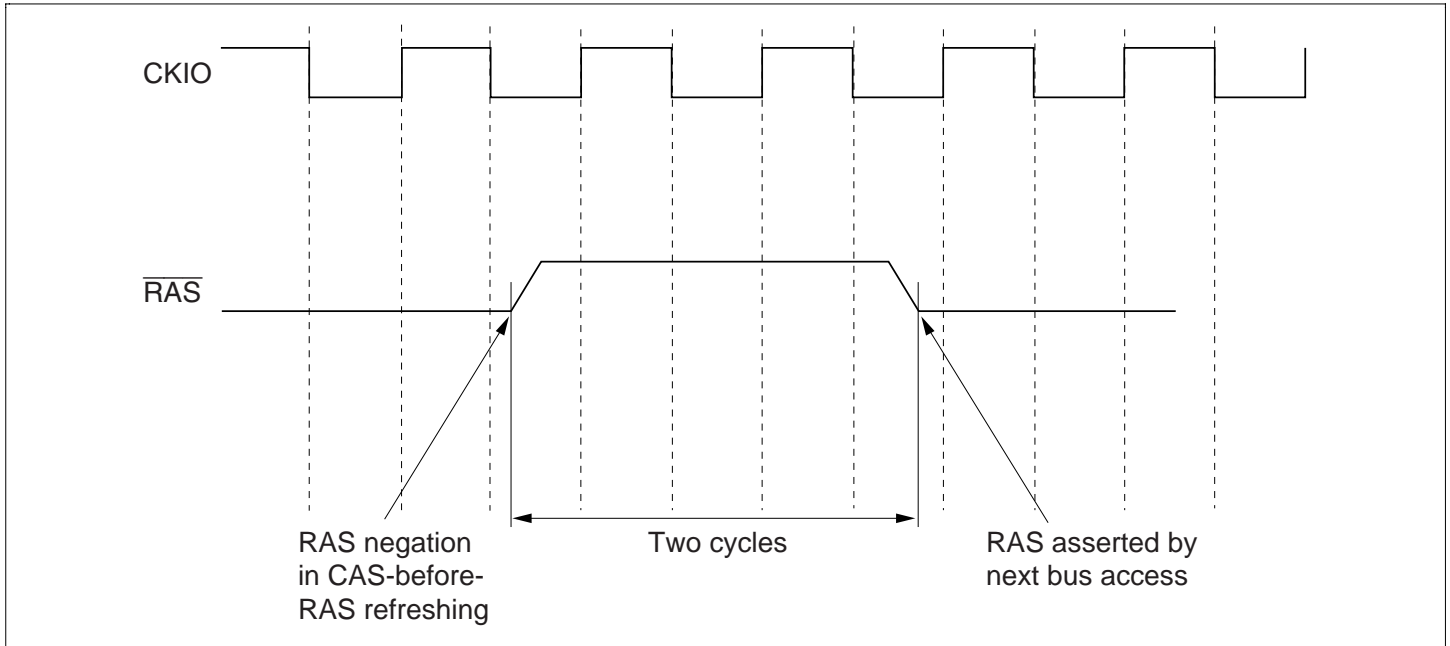 CKIO
RAS
RAS negation
in CAS-before-
RAS refreshing
Two cycles
RAS asserted by
next bus access